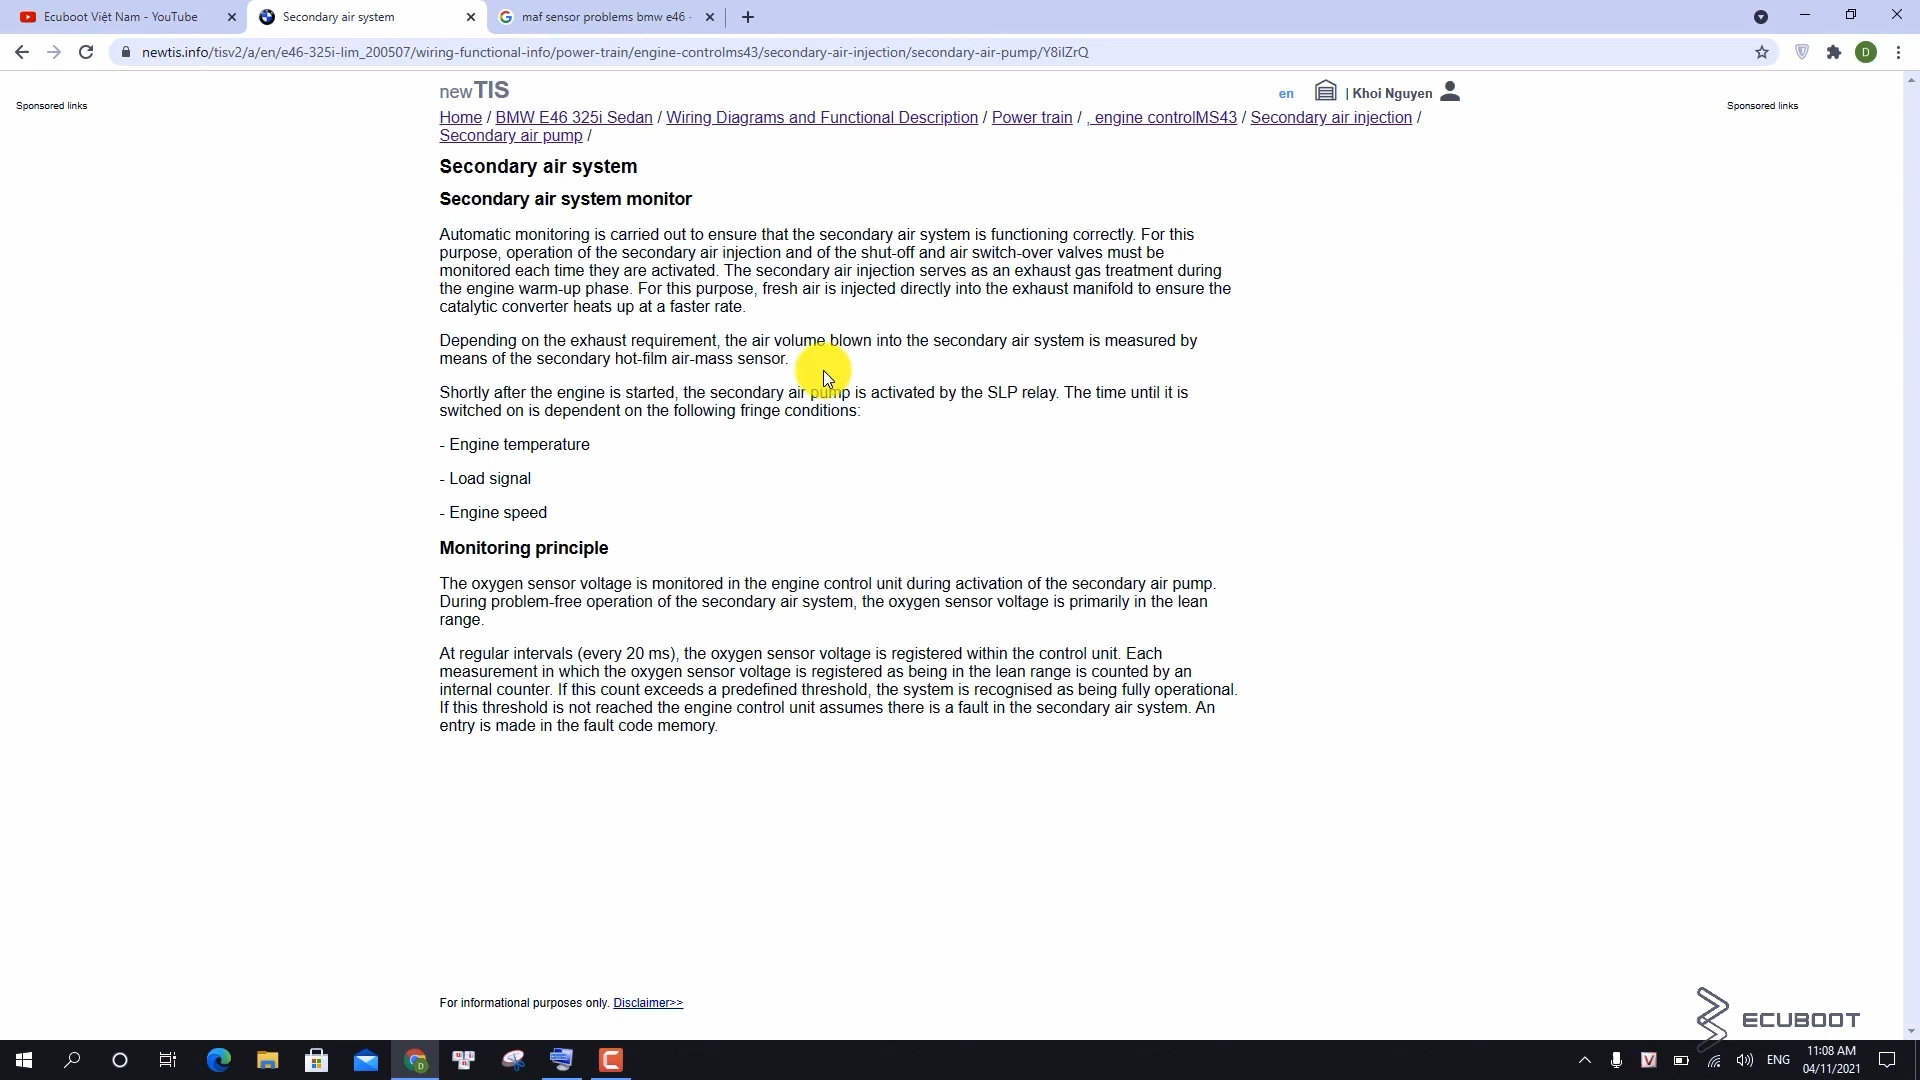 Ecuboot Việt Nam - YouTube
Secondary air system
maf sensor problems bmw e46 -
newtis.info/tisv2/a/en/e46-325i-lim_200507/wiring-functional-info/power-train/engine-controlms43/secondary-air-injection/secondary-air-pump/Y8iIZrQ
D
Sponsored links
newTIS
en | Khoi Nguyen
Sponsored links
Home / BMW E46 325i Sedan / Wiring Diagrams and Functional Description / Power train / , engine controlMS43 / Secondary air injection /
Secondary air pump /
Secondary air system
Secondary air system monitor
Automatic monitoring is carried out to ensure that the secondary air system is functioning correctly. For this
purpose, operation of the secondary air injection and of the shut-off and air switch-over valves must be
monitored each time they are activated. The secondary air injection serves as an exhaust gas treatment during
the engine warm-up phase. For this purpose, fresh air is injected directly into the exhaust manifold to ensure the
catalytic converter heats up at a faster rate.
Depending on the exhaust requirement, the air volume blown into the secondary air system is measured by
means of the secondary hot-film air-mass sensor.
Shortly after the engine is started, the secondary air pump is activated by the SLP relay. The time until it is
switched on is dependent on the following fringe conditions:
- Engine temperature
- Load signal
- Engine speed
Monitoring principle
The oxygen sensor voltage is monitored in the engine control unit during activation of the secondary air pump.
During problem-free operation of the secondary air system, the oxygen sensor voltage is primarily in the lean
range.
At regular intervals (every 20 ms), the oxygen sensor voltage is registered within the control unit. Each
measurement in which the oxygen sensor voltage is registered as being in the lean range is counted by an
internal counter. If this count exceeds a predefined threshold, the system is recognised as being fully operational.
If this threshold is not reached the engine control unit assumes there is a fault in the secondary air system. An
entry is made in the fault code memory.
For informational purposes only. Disclaimer>>
ECUBOOT
ENG
11:08 AM
04/11/2021